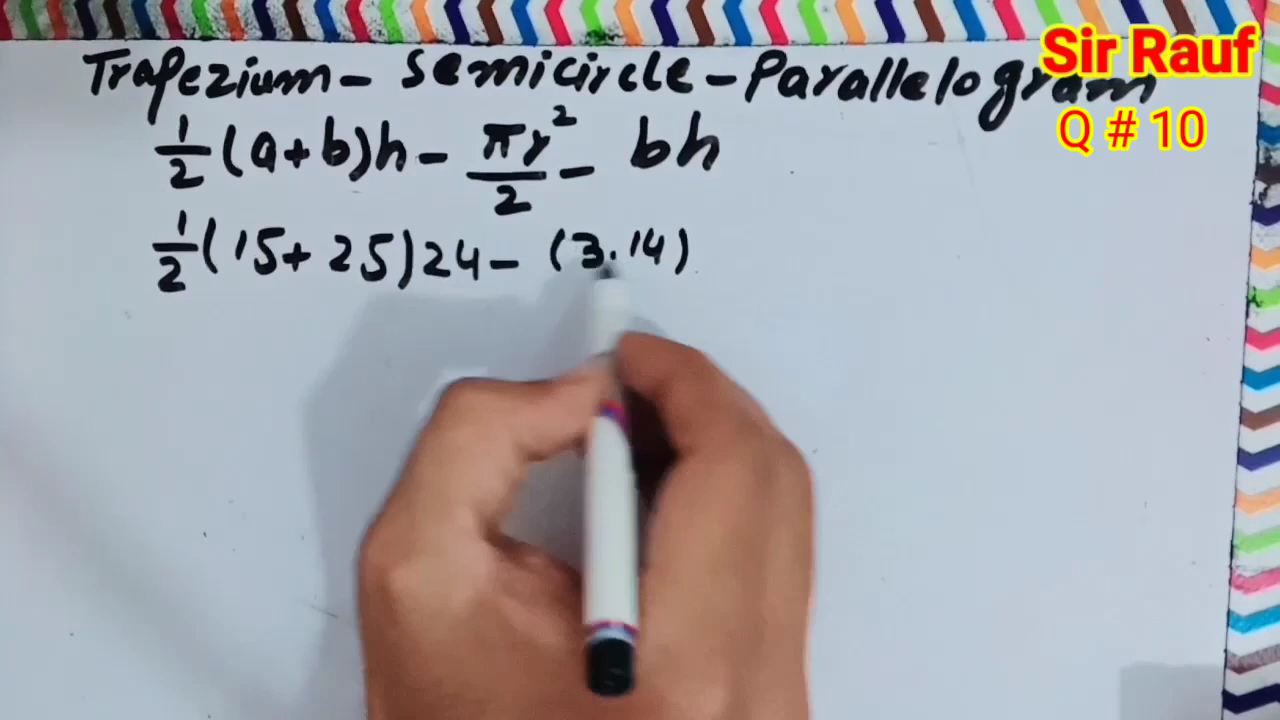 Trapezium - Semicircle - Parallelogram
Sir Rauf
Q # 10
1/2 (a+b)h - πr²/2 - bh
1/2 (15+25)24 - (3.14)